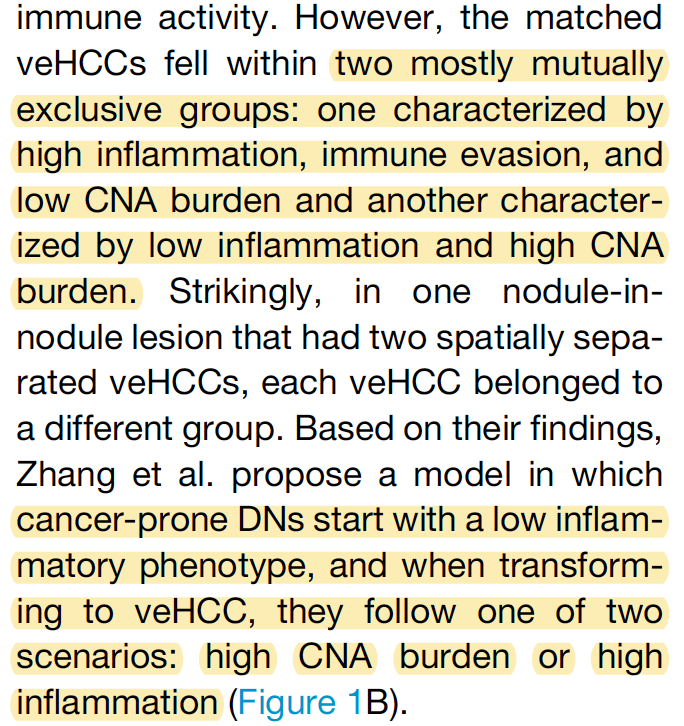 immune activity. However, the matched
veHCCs fell within two mostly mutually
exclusive groups: one characterized by
high inflammation, immune evasion, and
low CNA burden and another character-
ized by low inflammation and high CNA
burden. Strikingly, in one nodule-in-
nodule lesion that had two spatially sepa-
rated veHCCs, each veHCC belonged to
a different group. Based on their findings,
Zhang et al. propose a model in which
cancer-prone DNs start with a low inflam-
matory phenotype, and when transform-
ing to veHCC, they follow one of two
scenarios: high CNA burden or high
inflammation (Figure 1B).